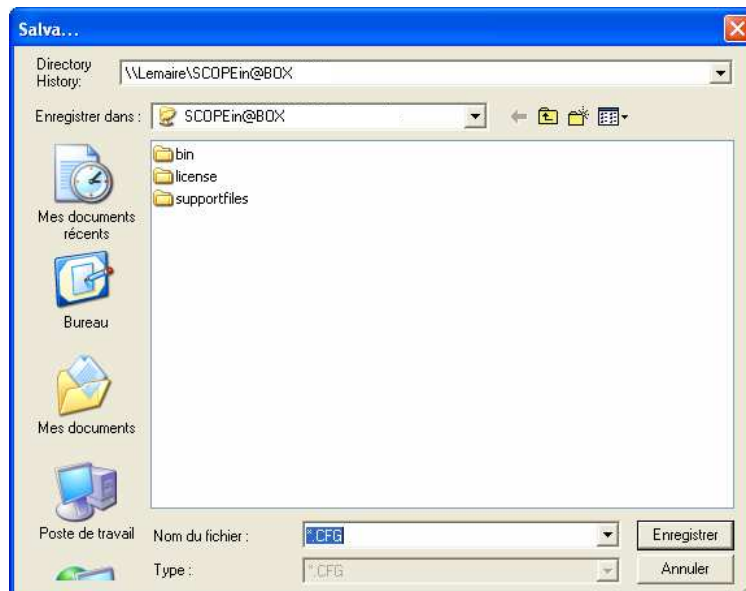 Salva...
Directory
History:
\\Lemaire\SCOPEin@BOX
Enregistrer dans :
SCOPEin@BOX
bin
license
supportfiles
Mes documents
récents
Bureau
Mes documents
Poste de travail
Nom du fichier :
*.CFG
Enregistrer
Type :
*.CFG
Annuler